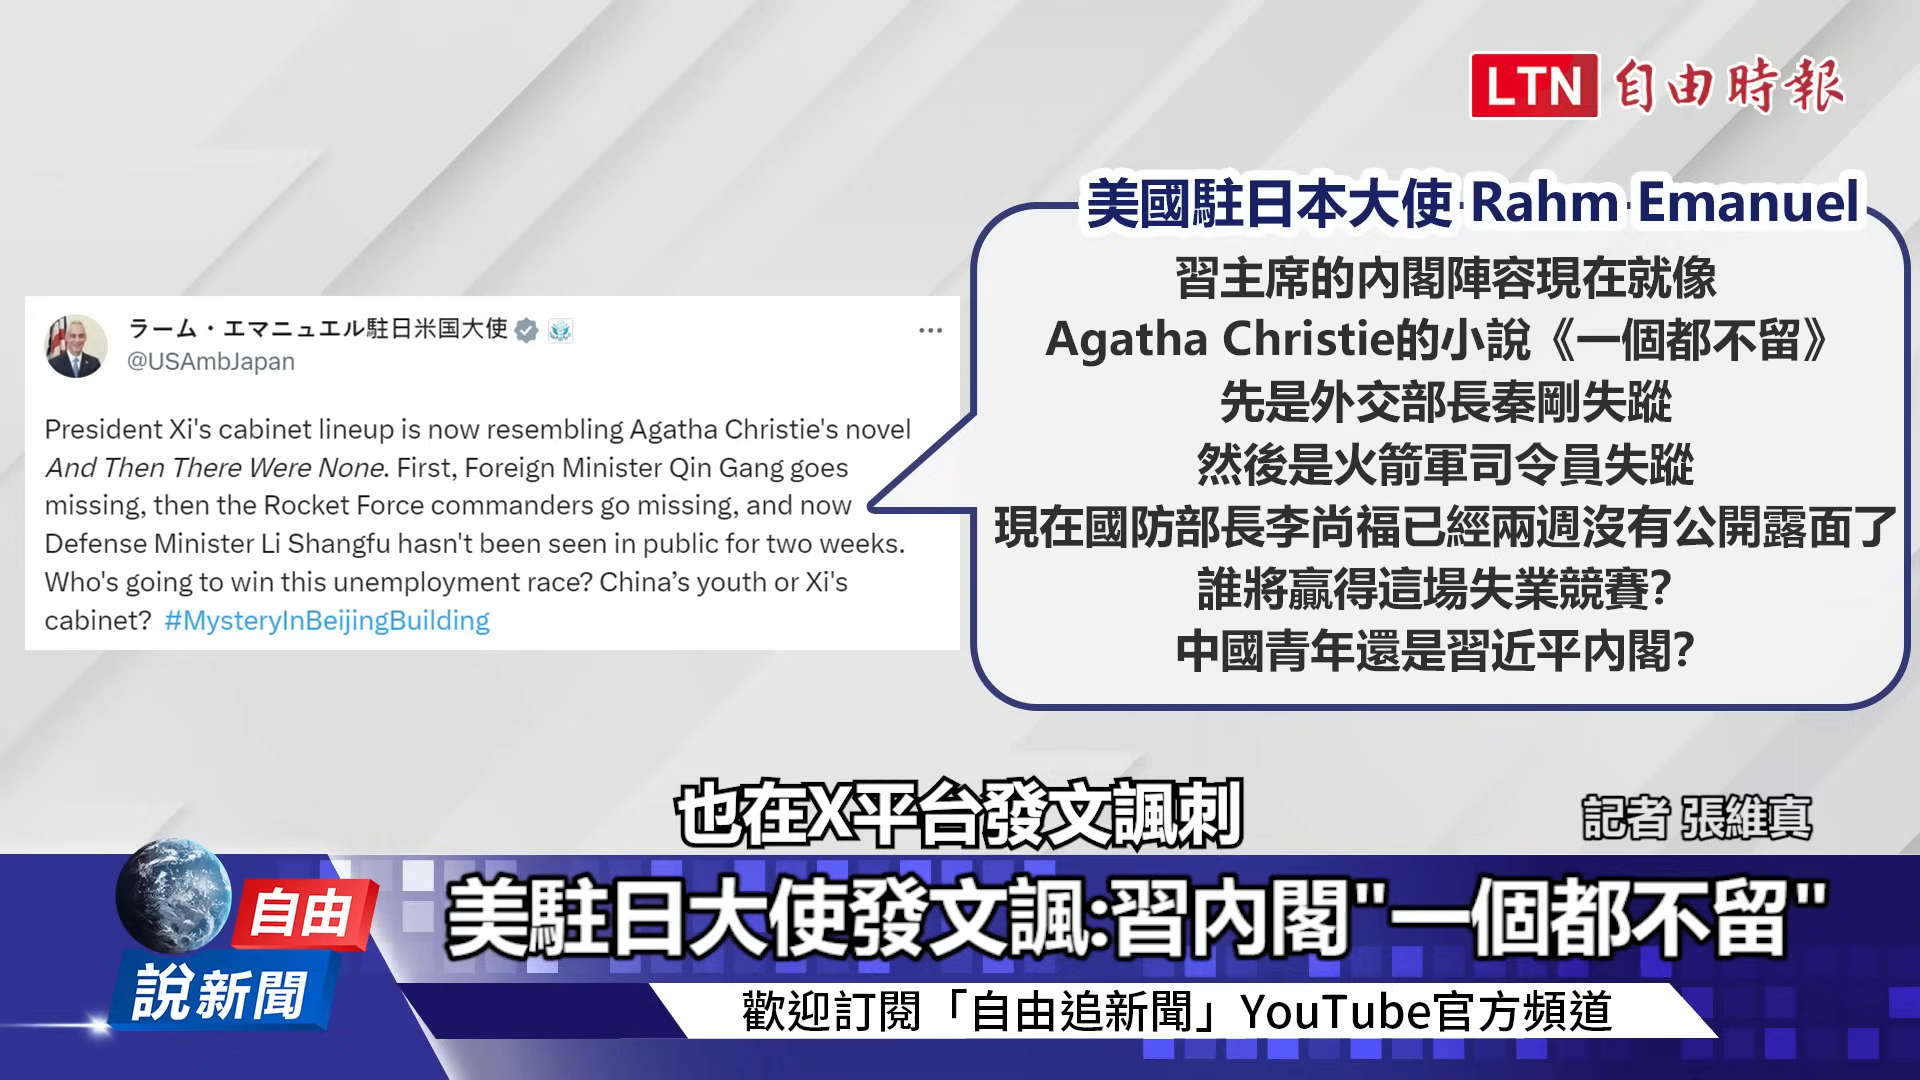 LTN 自由時報
美國駐日本大使 Rahm Emanuel
習主席的內閣陣容現在就像
Agatha Christie的小說《一個都不留》
先是外交部長秦剛失蹤
然後是火箭軍司令員失蹤
現在國防部長李尚福已經兩週沒有公開露面了
誰將贏得這場失業競賽?
中國青年還是習近平內閣?
ラーム・エマニュエル駐日米国大使
@USAmbJapan
President Xi's cabinet lineup is now resembling Agatha Christie's novel
And Then There Were None. First, Foreign Minister Qin Gang goes
missing, then the Rocket Force commanders go missing, and now
Defense Minister Li Shangfu hasn't been seen in public for two weeks.
Who's going to win this unemployment race? China’s youth or Xi's
cabinet? #MysteryInBeijingBuilding
也在X平台發文諷刺
記者 張維真
自由
說新聞
美駐日大使發文諷:習內閣"一個都不留"
歡迎訂閱「自由追新聞」YouTube官方頻道